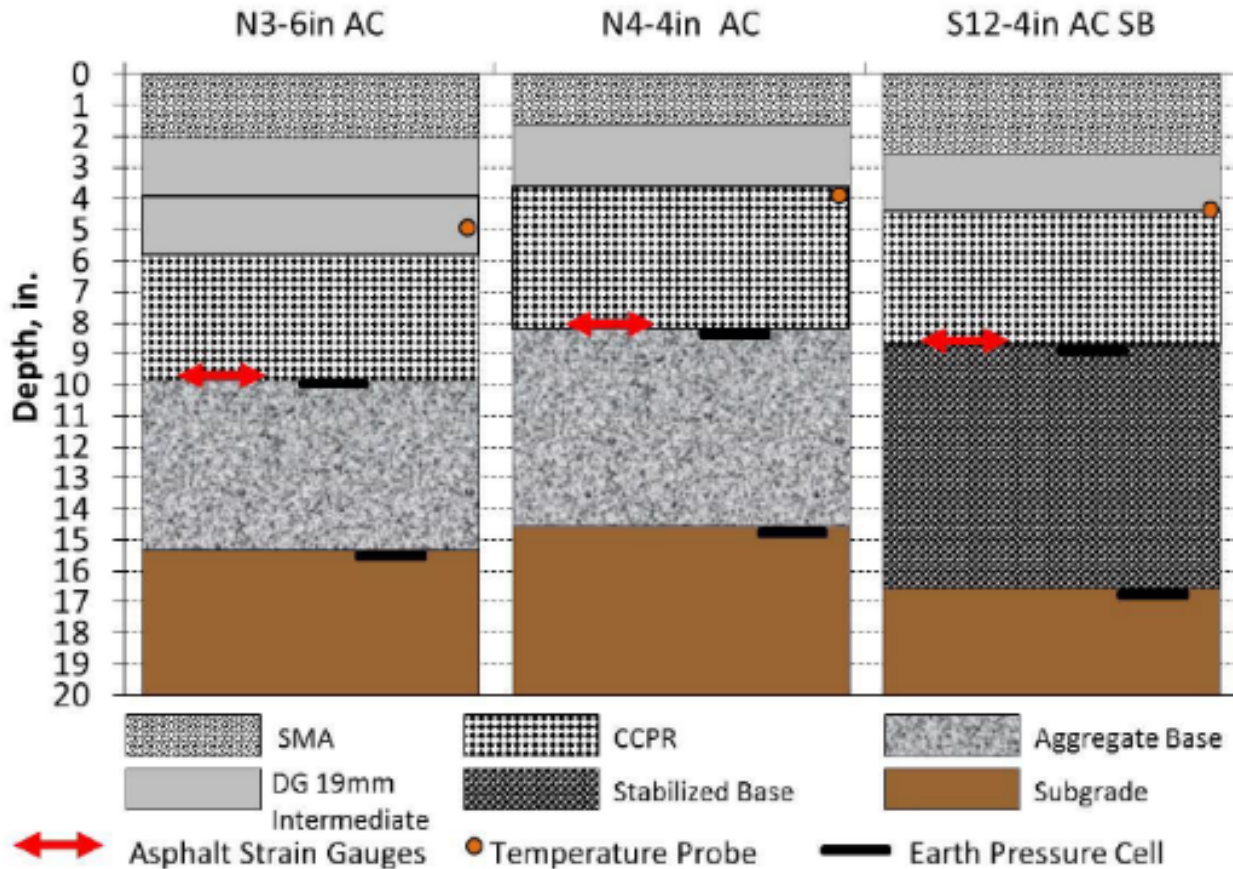 N3-6in AC
N4-4in AC
S12-4in AC SB
Depth, in.
0
1
2
3
4
5
6
7
8
9
10
11
12
13
14
15
16
17
18
19
20
SMA
CCPR
Aggregate Base
DG 19mm
Intermediate
Stabilized Base
Subgrade
Asphalt Strain Gauges
Temperature Probe
Earth Pressure Cell